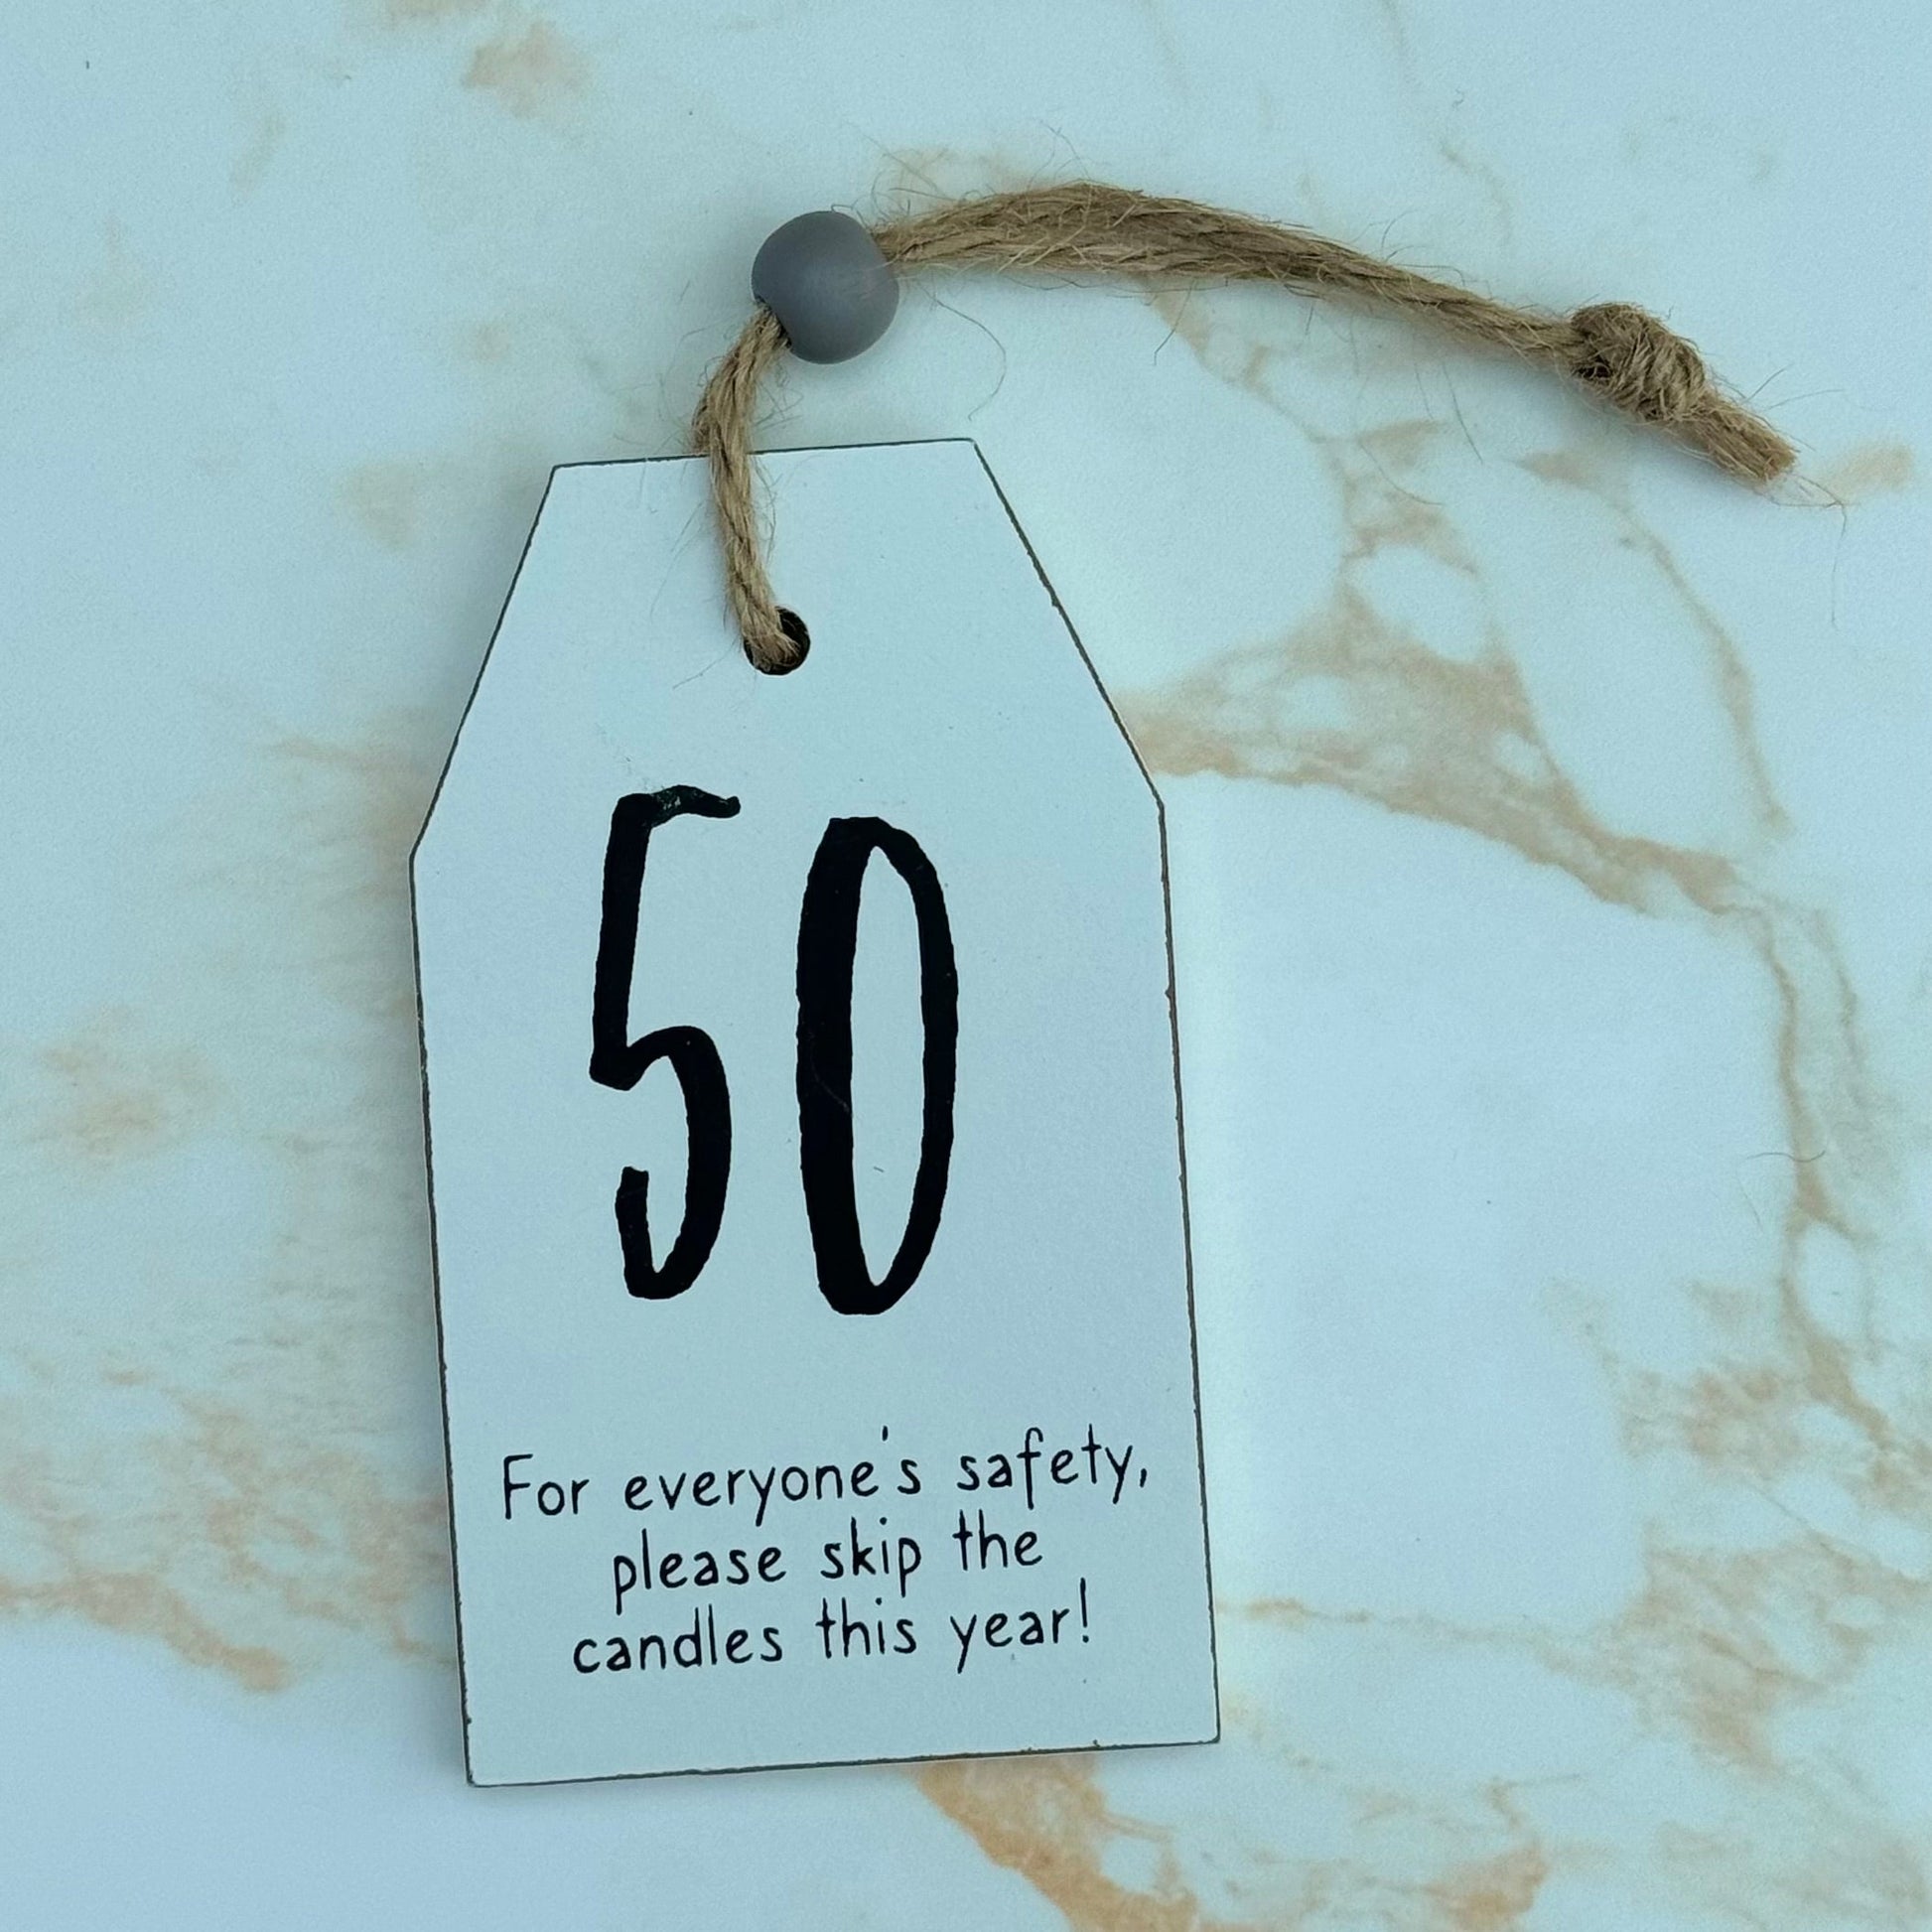 50
For everyone's safety,
please skip the
candles this year!